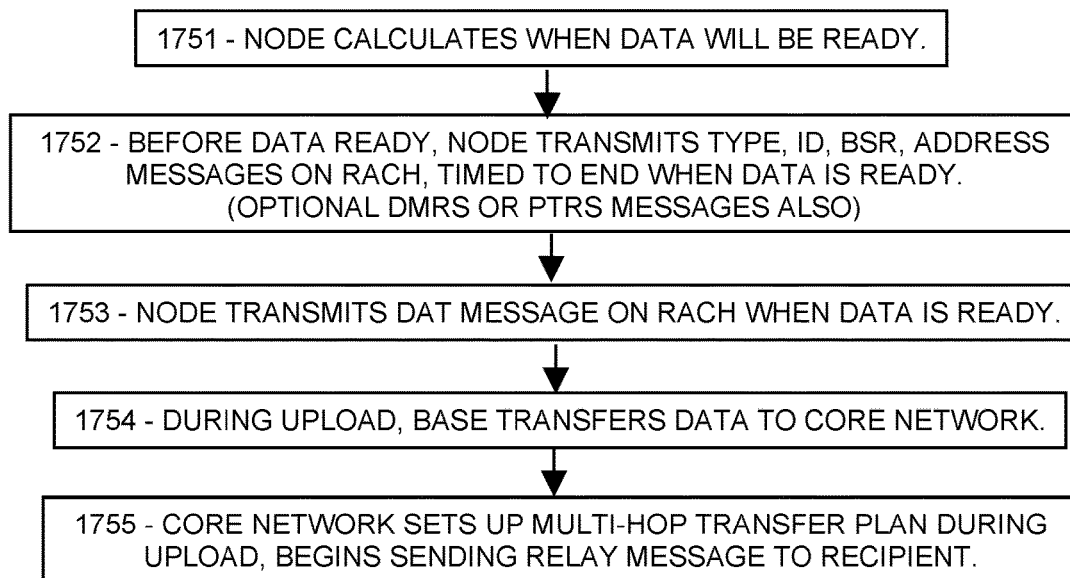 1751 - NODE CALCULATES WHEN DATA WILL BE READY.
1752 - BEFORE DATA READY, NODE TRANSMITS TYPE, ID, BSR, ADDRESS
MESSAGES ON RACH, TIMED TO END WHEN DATA IS READY.
(OPTIONAL DMRS OR PTRS MESSAGES ALSO)
1753 - NODE TRANSMITS DAT MESSAGE ON RACH WHEN DATA IS READY.
1754 - DURING UPLOAD, BASE TRANSFERS DATA TO CORE NETWORK.
1755 - CORE NETWORK SETS UP MULTI-HOP TRANSFER PLAN DURING
UPLOAD, BEGINS SENDING RELAY MESSAGE TO RECIPIENT.